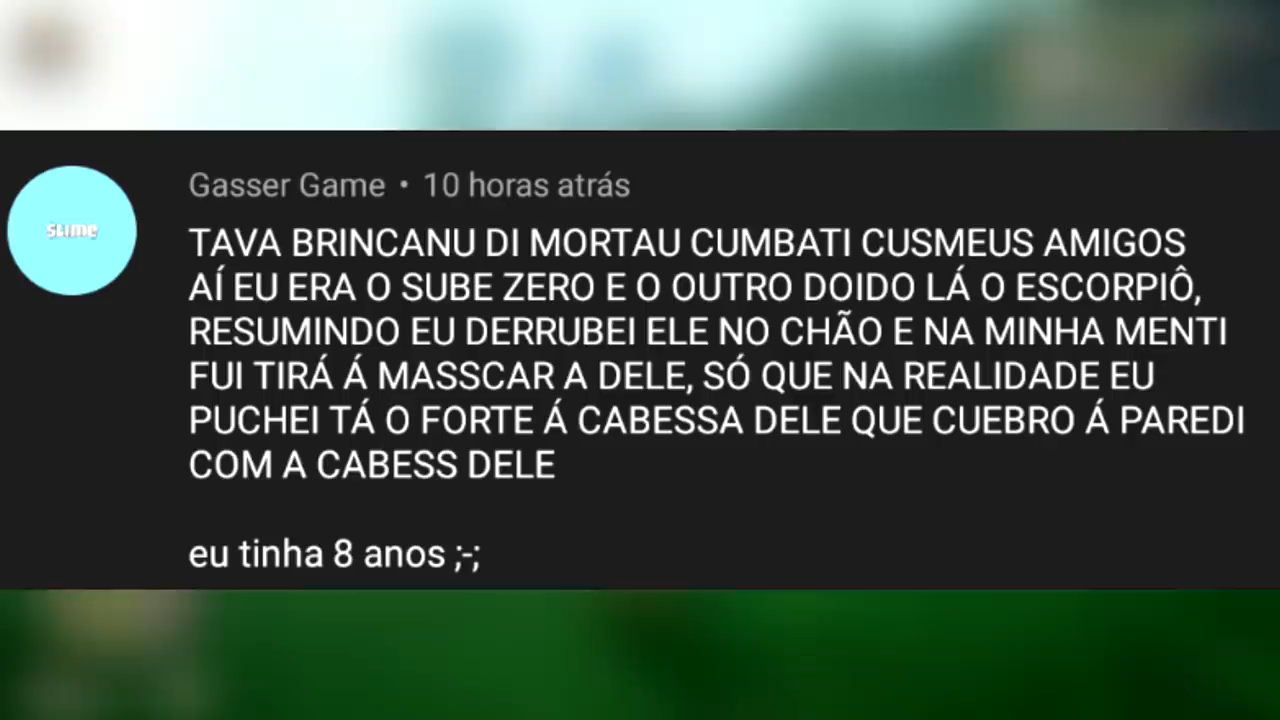 Gasser Game • 10 horas atrás
SLIME
TAVA BRINCANU DI MORTAU CUMBATI CUSMEUS AMIGOS
AÍ EU ERA O SUBE ZERO E O OUTRO DOIDO LÁ O ESCORPIÔ,
RESUMINDO EU DERRUBEI ELE NO CHÃO E NA MINHA MENTI
FUI TIRÁ Á MASSCAR A DELE, SÓ QUE NA REALIDADE EU
PUCHEI TÁ O FORTE Á CABESSA DELE QUE CUEBRO Á PAREDI
COM A CABESS DELE
eu tinha 8 anos ;-;